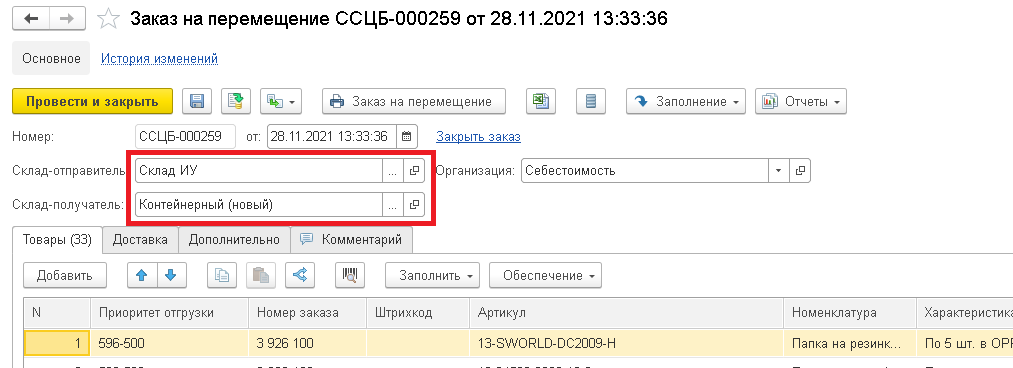 Заказ на перемещение ССЦБ-000259 от 28.11.2021 13:33:36
Основное История изменений
Провести и закрыть Заказ на перемещение Заполнение Отчеты
Номер: ССЦБ-000259 от: 28.11.2021 13:33:36 Закрыть заказ
Склад-отправитель: Склад ИУ ... Организация: Себестоимость
Склад-получатель: Контейнерный (новый) ...
Товары (33) Доставка Дополнительно Комментарий
Добавить Заполнить Обеспечение
N Приоритет отгрузки Номер заказа Штрихкод Артикул Номенклатура Характеристика
1 596-500 3 926 100 13-SWORLD-DC2009-H Папка на резинк... По 5 шт. в ОРР